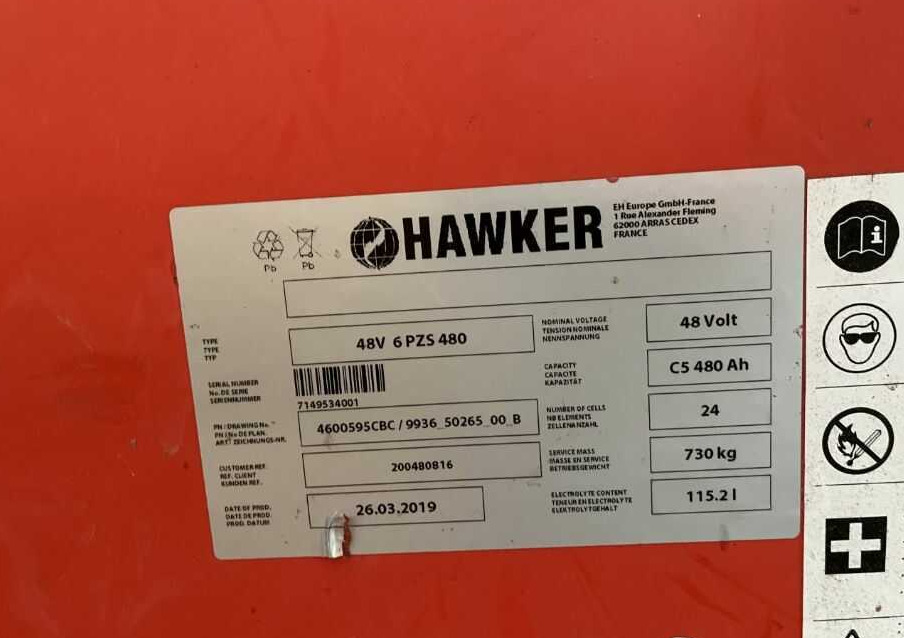 Pb
Pb
HAWKER
EH Europe GmbH-France
1 Rue Alexander Fleming
62000 ARRAS CEDEX
FRANCE
TYPE
TYPE
TYP
48V 6 PZS 480
NOMINAL VOLTAGE
TENSION NOMINALE
NENNSPANNUNG
48 Volt
SERIAL NUMBER
No. DE SERIE
SERIENNUMMER
7149534001
CAPACITY
CAPACITE
KAPAZITÄT
C5 480 Ah
PN / DRAWING No.
PN / No DE PLAN.
ART / ZEICHNUNGS-NR.
4600595CBC / 9936_50265_00_B
NUMBER OF CELLS
NB ELEMENTS
ZELLENANZAHL
24
CUSTOMER REF.
REF. CLIENT
KUNDEN REF.
200480816
SERVICE MASS
MASSE EN SERVICE
BETRIEBSGEWICHT
730 kg
DATE OF PROD.
DATE DE PROD.
PROD. DATUM
26.03.2019
ELECTROLYTE CONTENT
TENEUR EN ELECTROLYTE
ELEKTROLYTGEHALT
115.2 l
i